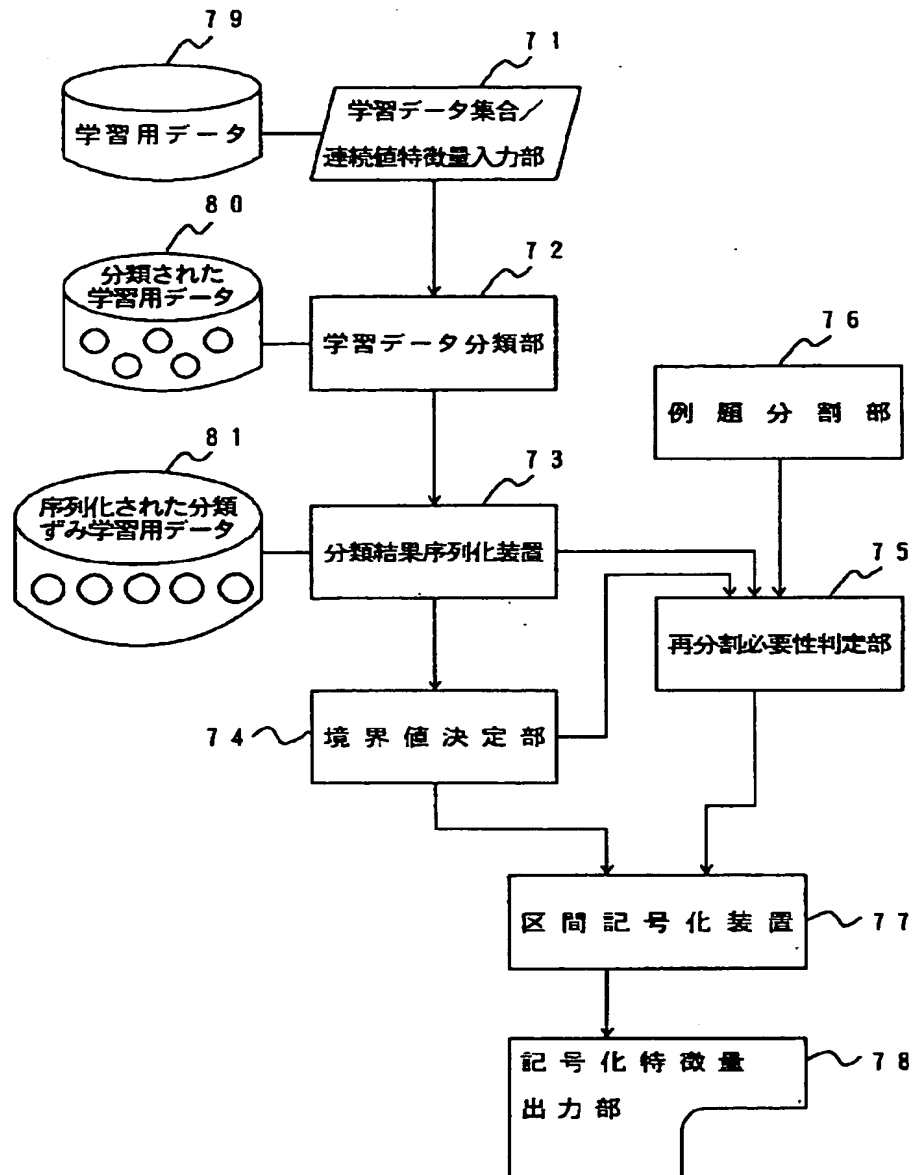 ７９
学習用データ
７１
学習データ集合／
連続値特徴量入力部
８０
分類された
学習用データ
７２
学習データ分類部
７６
例題分割部
８１
序列化された分類
ずみ学習用データ
７３
分類結果序列化装置
７５
再分割必要性判定部
７４
境界値決定部
区間記号化装置
７７
記号化特徴量
出力部
７８